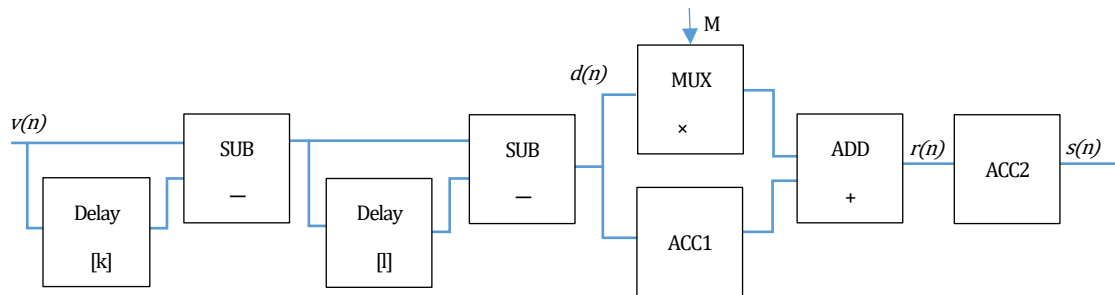 v(n)
Delay
[k]
SUB
—
Delay
[l]
SUB
—
d(n)
M
MUX
×
ACC1
ADD
+
r(n)
ACC2
s(n)